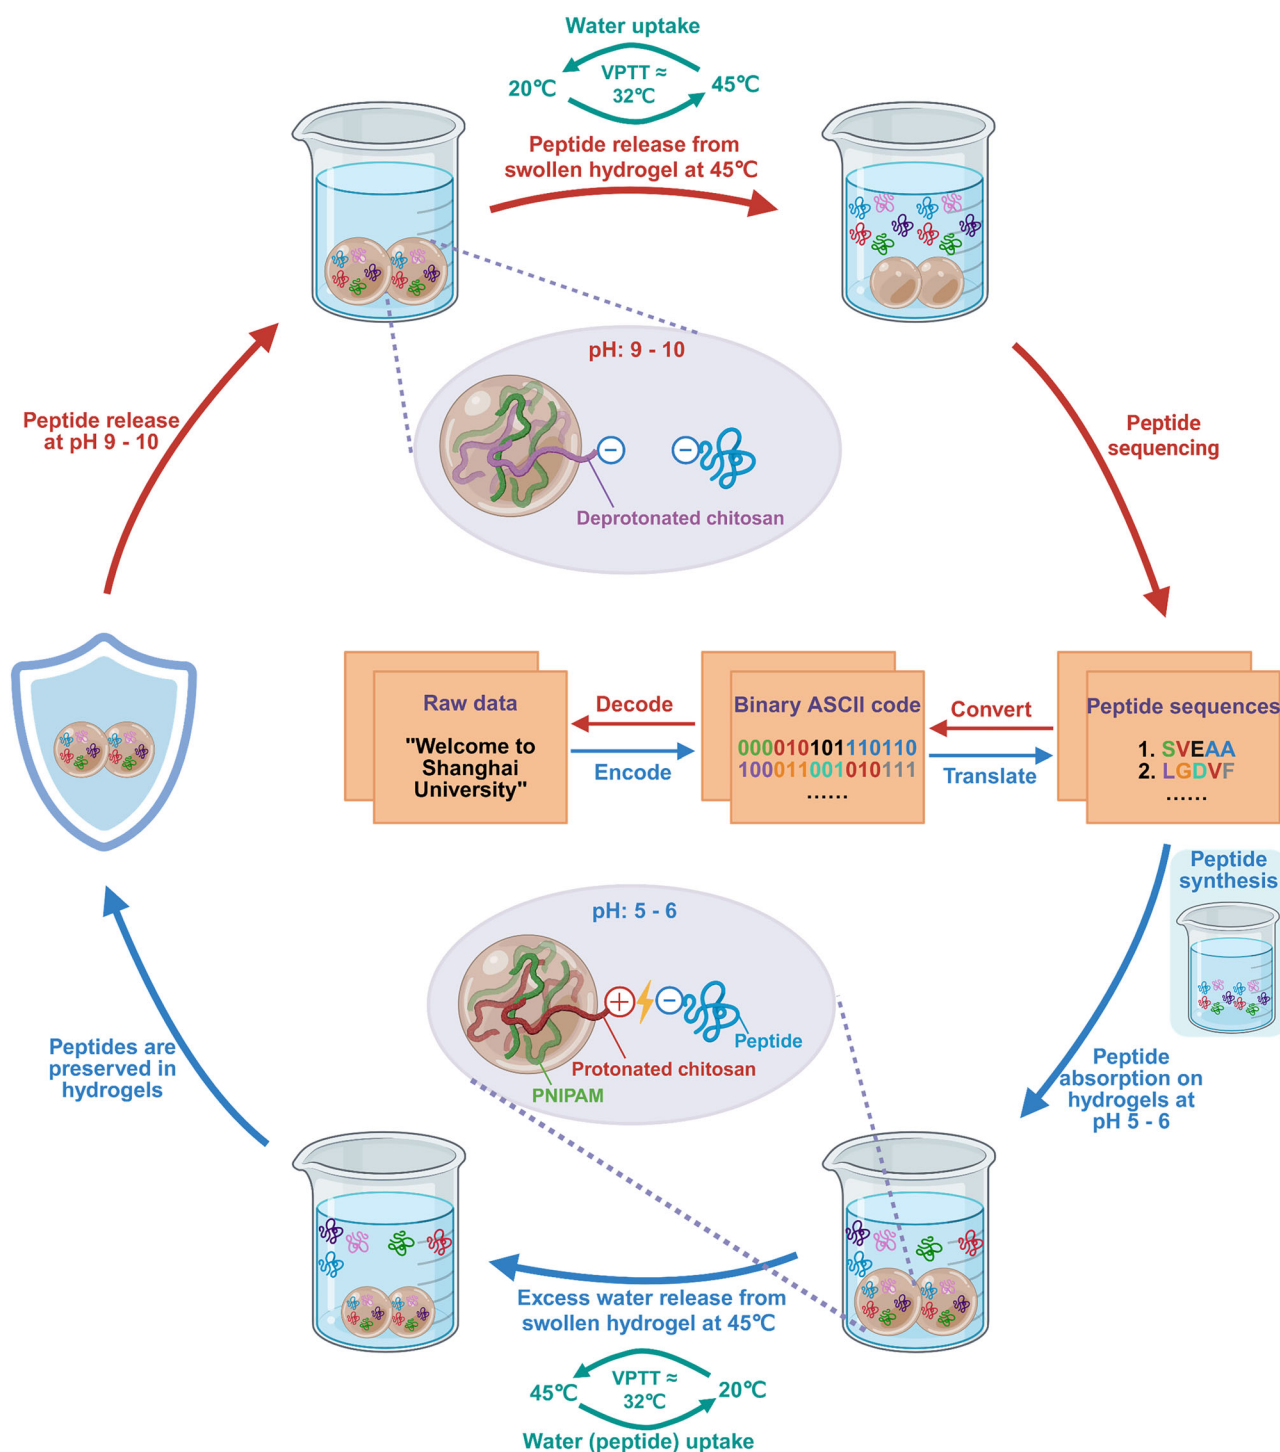 Water uptake
20℃
VPTT ≈
32℃
45℃
Peptide release from
swollen hydrogel at 45℃
pH: 9 - 10
Deprotonated chitosan
Peptide release
at pH 9 - 10
Peptide
sequencing
Raw data
"Welcome to
Shanghai
University"
Decode
Encode
Binary ASCII code
000010101110110
100011001010111
......
Convert
Translate
Peptide sequences
1. SVEAA
2. LGDVF
......
Peptide
synthesis
pH: 5 - 6
Peptide
Protonated chitosan
PNIPAM
Peptides are
preserved in
hydrogels
Peptide
absorption on
hydrogels at
pH 5 - 6
Excess water release from
swollen hydrogel at 45℃
45℃
VPTT ≈
32℃
20℃
Water (peptide) uptake